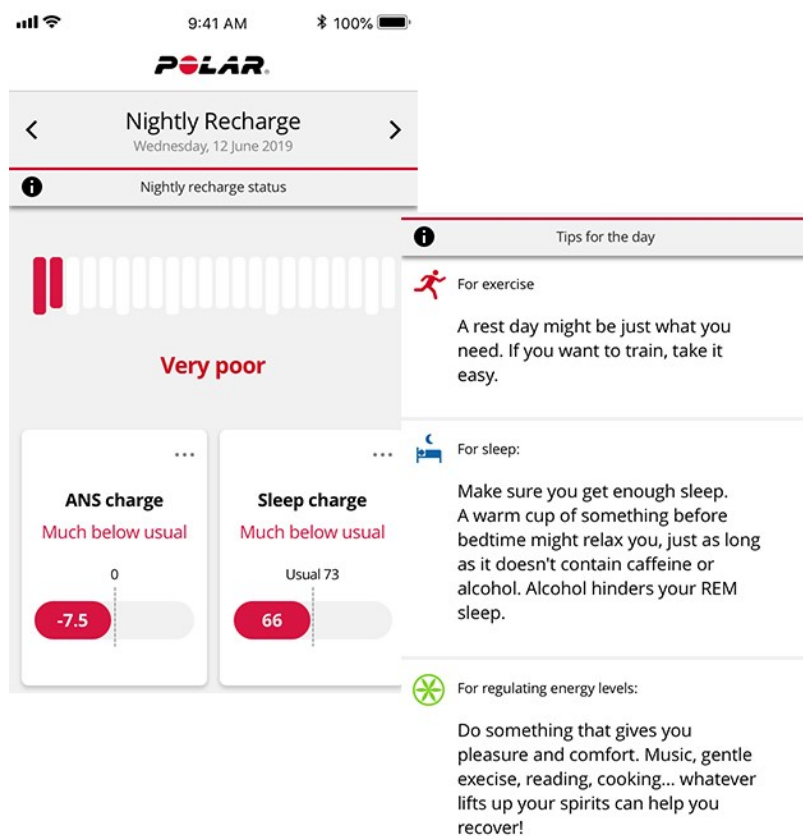 9:41 AM
100%
POLAR
Nightly Recharge
Wednesday, 12 June 2019
Nightly recharge status
Very poor
ANS charge
Much below usual
0
-7.5
Sleep charge
Much below usual
Usual 73
66
Tips for the day
For exercise
A rest day might be just what you
need. If you want to train, take it
easy.
For sleep:
Make sure you get enough sleep.
A warm cup of something before
bedtime might relax you, just as long
as it doesn't contain caffeine or
alcohol. Alcohol hinders your REM
sleep.
For regulating energy levels:
Do something that gives you
pleasure and comfort. Music, gentle
execise, reading, cooking... whatever
lifts up your spirits can help you
recover!